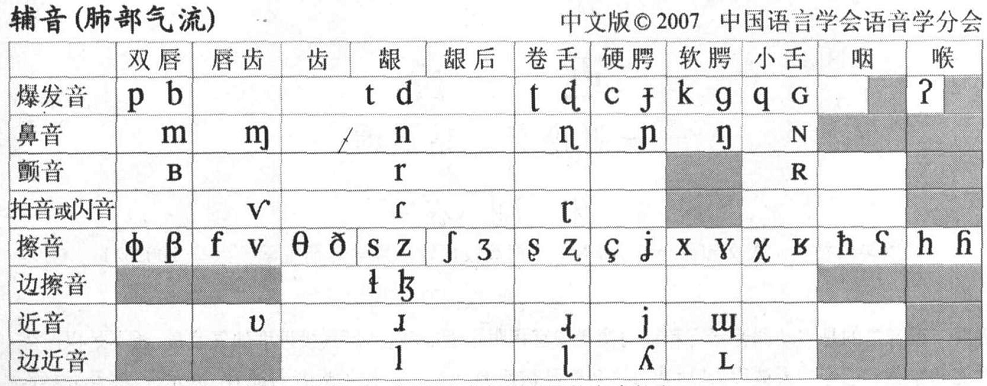 辅音(肺部气流) 中文版©2007 中国语言学会语音学分会
双唇 唇齿 齿 龈 龈后 卷舌 硬腭 软腭 小舌 咽 喉
爆发音 p b t d ʈ ɖ c ɟ k ɡ q ɢ ʔ
鼻音 m ɱ n ɳ ɲ ŋ ɴ
颤音 ʙ r ʀ
拍音或闪音 ⱱ ɾ ɽ
擦音 ɸ β f v θ ð s z ʃ ʒ ʂ ʐ ç ʝ x ɣ χ ʁ ħ ʕ h ɦ
边擦音 ɬ ɮ
近音 ʋ ɹ ɻ j ɰ
边近音 l ɭ ʎ ʟ